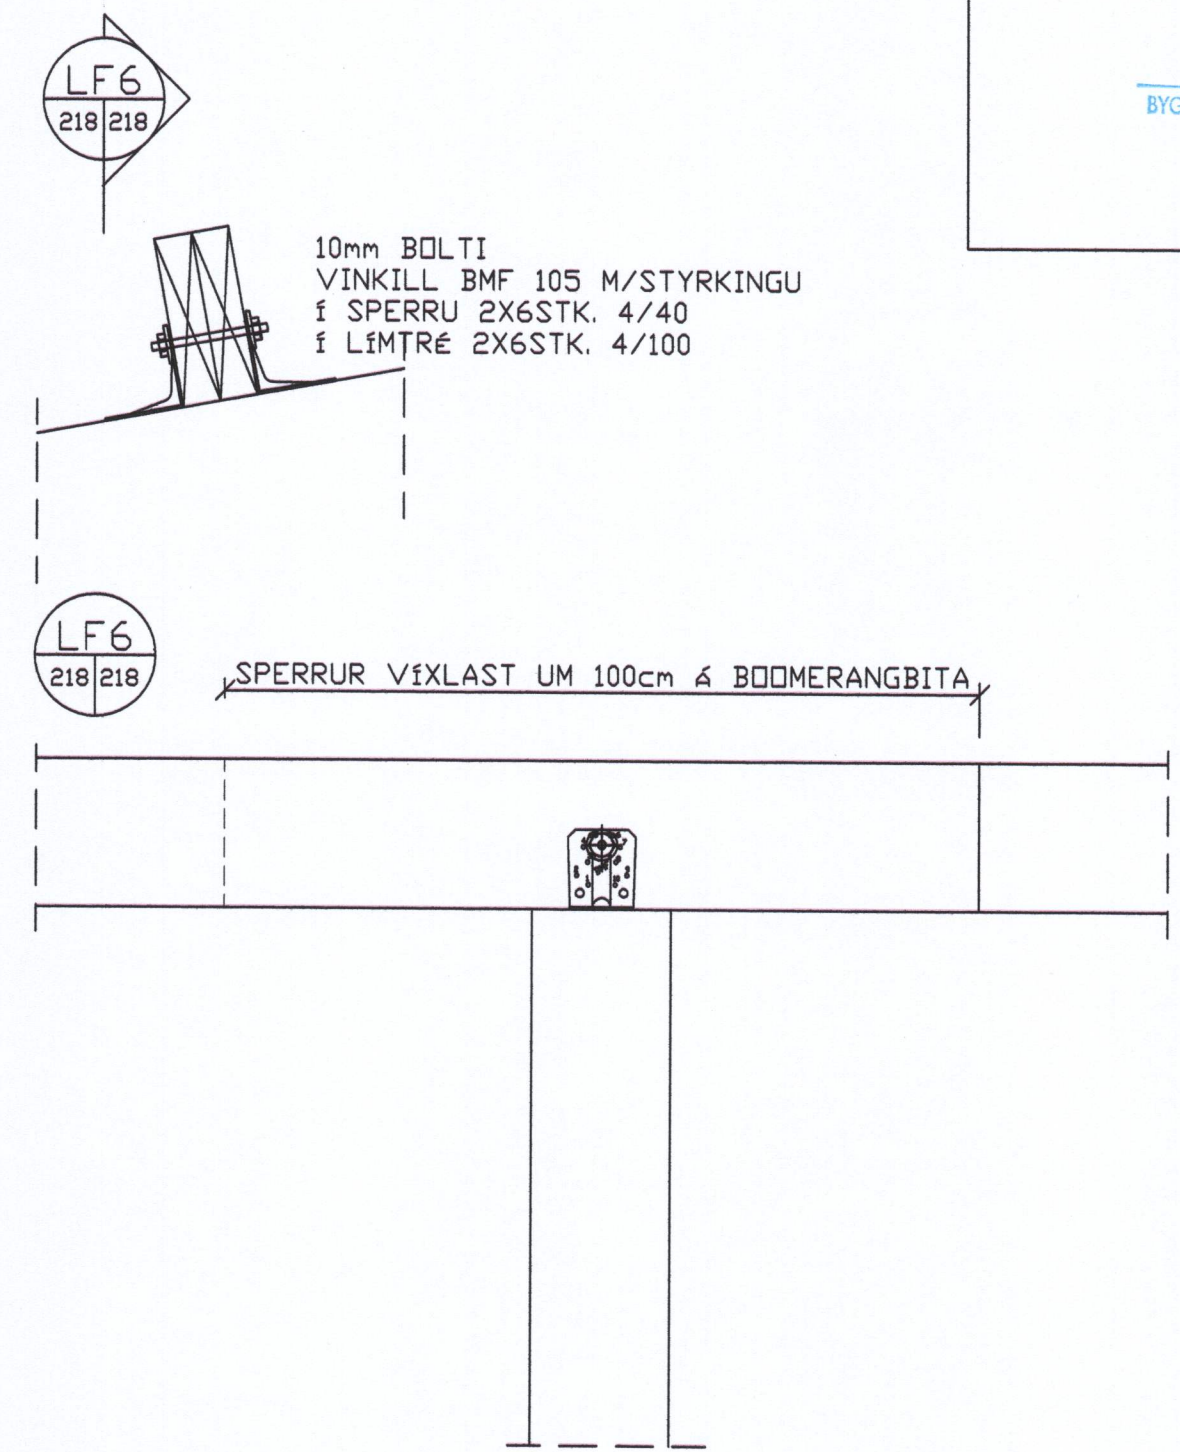 LF6
218 218
BYG
10mm BOLTI
VINKILL BMF 105 M/STYRKINGU
Í SPERRU 2X6STK. 4/40
Í LÍMTRÉ 2X6STK. 4/100
LF6
218 218
SPERRUR VÍXLAST UM 100cm Á BOOMERANGBITA